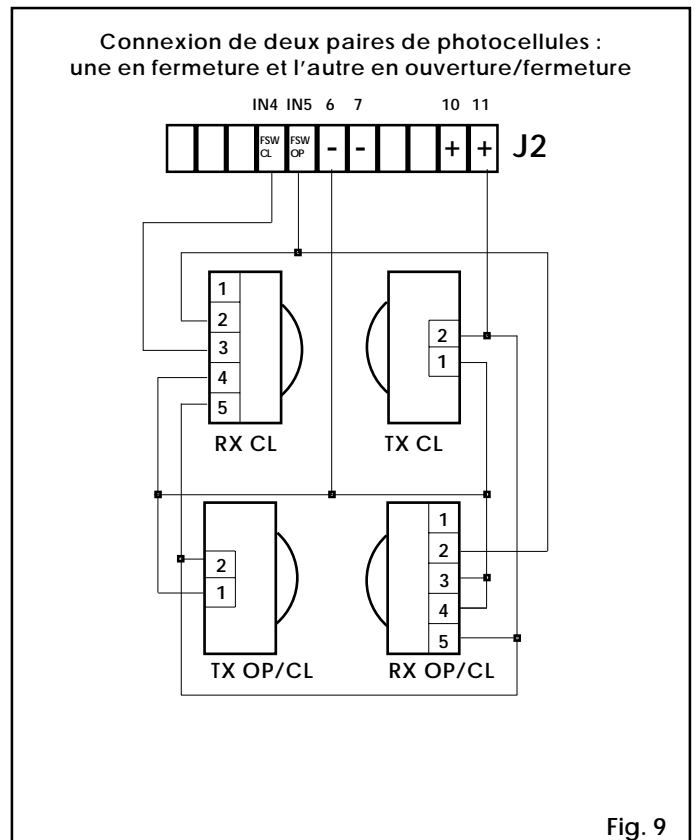 Connexion de deux paires de photocellules :
une en fermeture et l'autre en ouverture/fermeture
IN4 IN5 6 7 10 11
FSW CL
FSW OP
- - + +
J2
1
2
3
4
5
RX CL
2
1
TX CL
2
1
TX OP/CL
1
2
3
4
5
RX OP/CL
Fig. 9